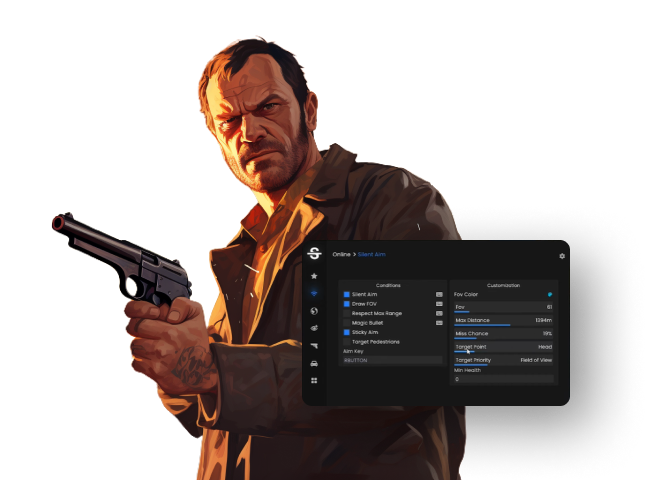 Online > Silent Aim
Conditions
Silent Aim
Draw FOV
Respect Max Range
Magic Bullet
Sticky Aim
Target Pedestrians
Aim Key
RBUTTON
Customization
Fov Color
Fov 61
Max Distance 1394m
Miss Chance 19%
Target Point Head
Target Priority Field of View
Min Health
0